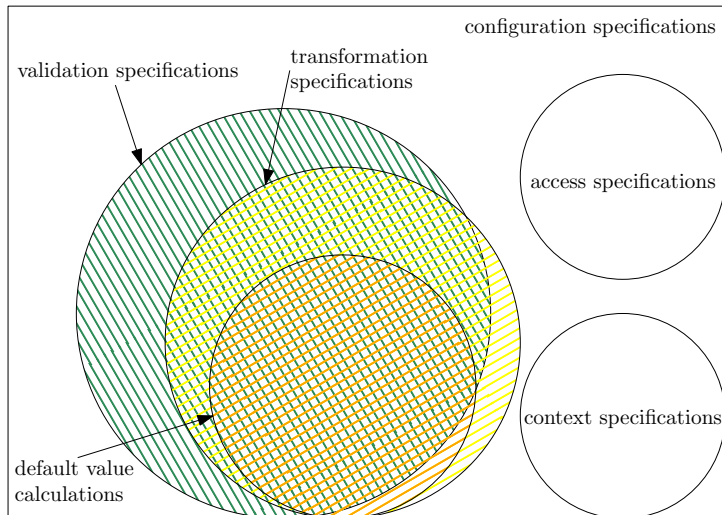 configuration specifications
validation specifications
transformation
specifications
access specifications
context specifications
default value
calculations